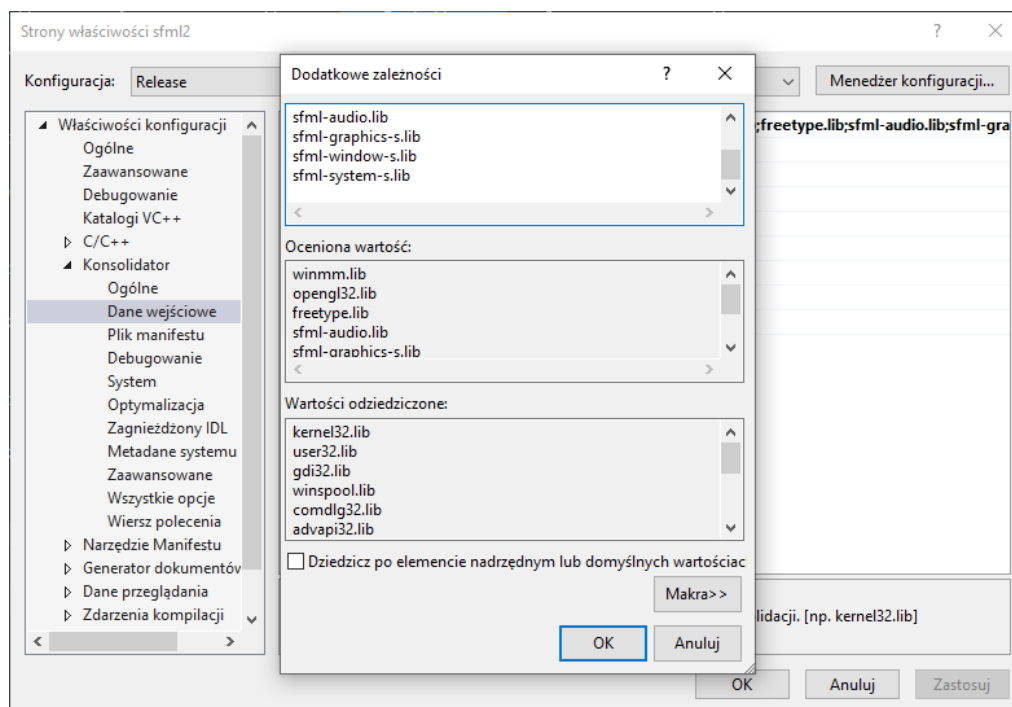 Strony właściwości sfml2
Konfiguracja: Release
Menedżer konfiguracji...
Właściwości konfiguracji
Ogólne
Zaawansowane
Debugowanie
Katalogi VC++
C/C++
Konsolidator
Ogólne
Dane wejściowe
Plik manifestu
Debugowanie
System
Optymalizacja
Zagnieżdżony IDL
Metadane systemu
Zaawansowane
Wszystkie opcje
Wiersz polecenia
Narzędzie Manifestu
Generator dokumentów
Dane przeglądania
Zdarzenia kompilacji
Dodatkowe zależności
sfml-audio.lib
sfml-graphics-s.lib
sfml-window-s.lib
sfml-system-s.lib
Oceniona wartość:
winmm.lib
opengl32.lib
freetype.lib
sfml-audio.lib
sfml-graphics-s.lib
Wartości odziedziczone:
kernel32.lib
user32.lib
gdi32.lib
winspool.lib
comdlg32.lib
advapi32.lib
Dziedzicz po elemencie nadrzędnym lub domyślnych wartościac
Makra>>
OK Anuluj
;freetype.lib;sfml-audio.lib;sfml-gra
lidacji. [np. kernel32.lib]
OK Anuluj Zastosuj